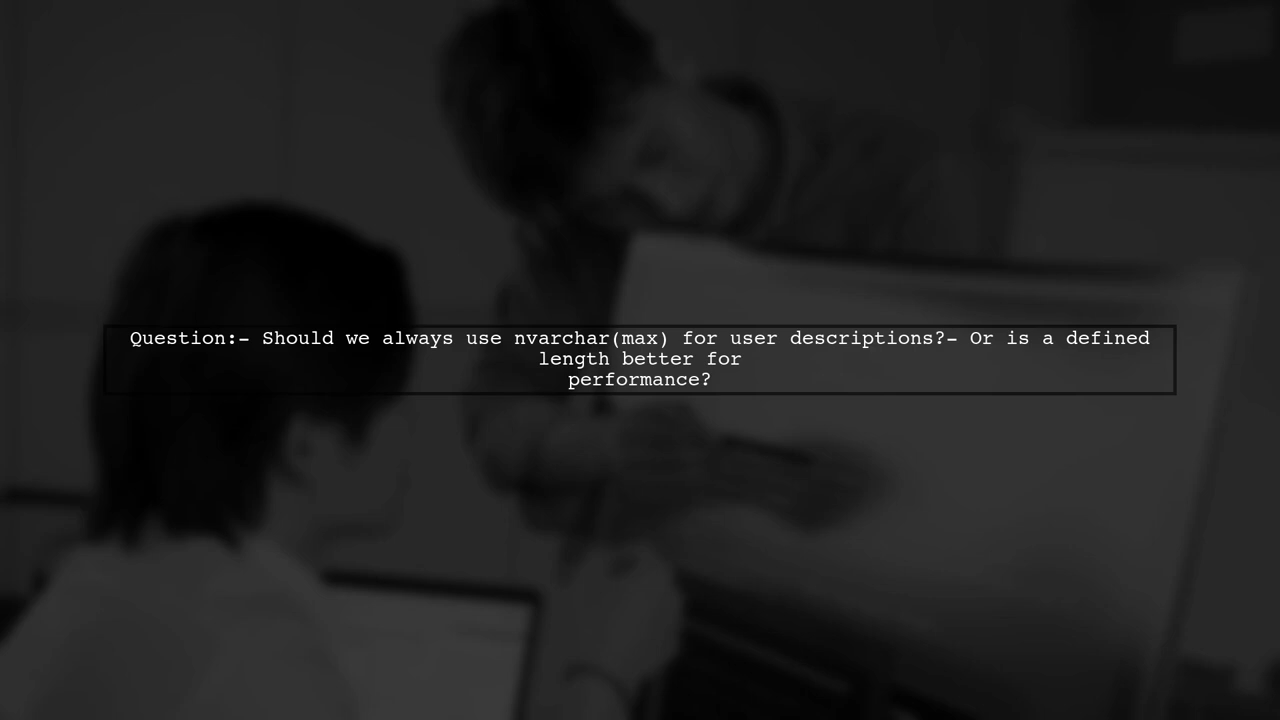 Question:- Should we always use nvarchar(max) for user descriptions?- Or is a defined
length better for
performance?